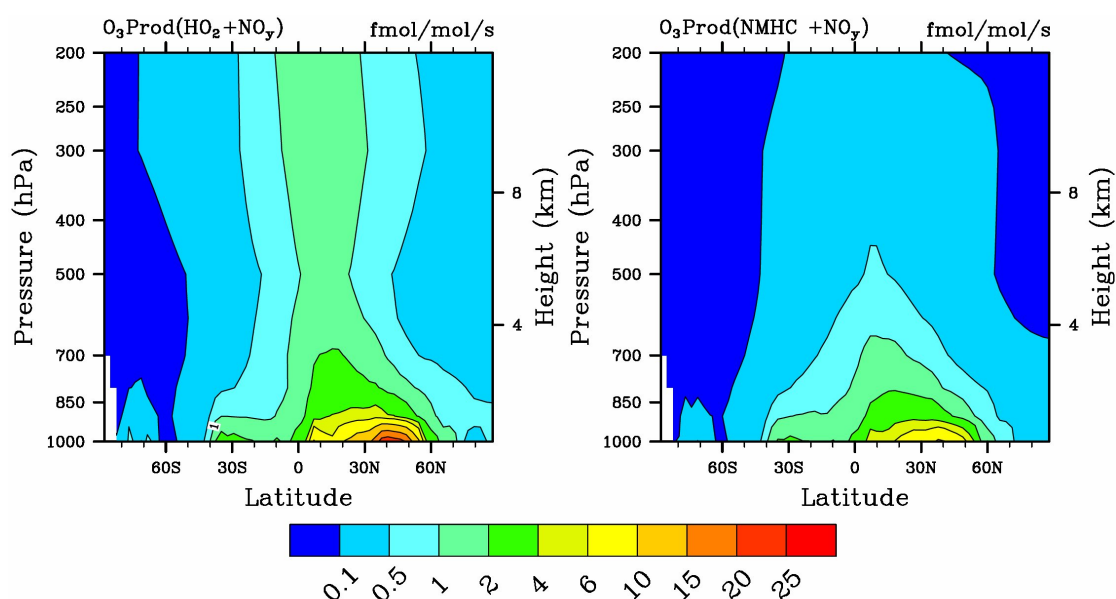 O₃Prod(HO₂+NOy) fmol/mol/s
200
250
300
400
500
700
850
1000
Pressure (hPa)
8
4
Height (km)
1
60S 30S 0 30N 60N
Latitude
O₃Prod(NMHC +NOy) fmol/mol/s
200
250
300
400
500
700
850
1000
Pressure (hPa)
8
4
Height (km)
60S 30S 0 30N 60N
Latitude
0.1 0.5 1 2 4 6 10 15 20 25